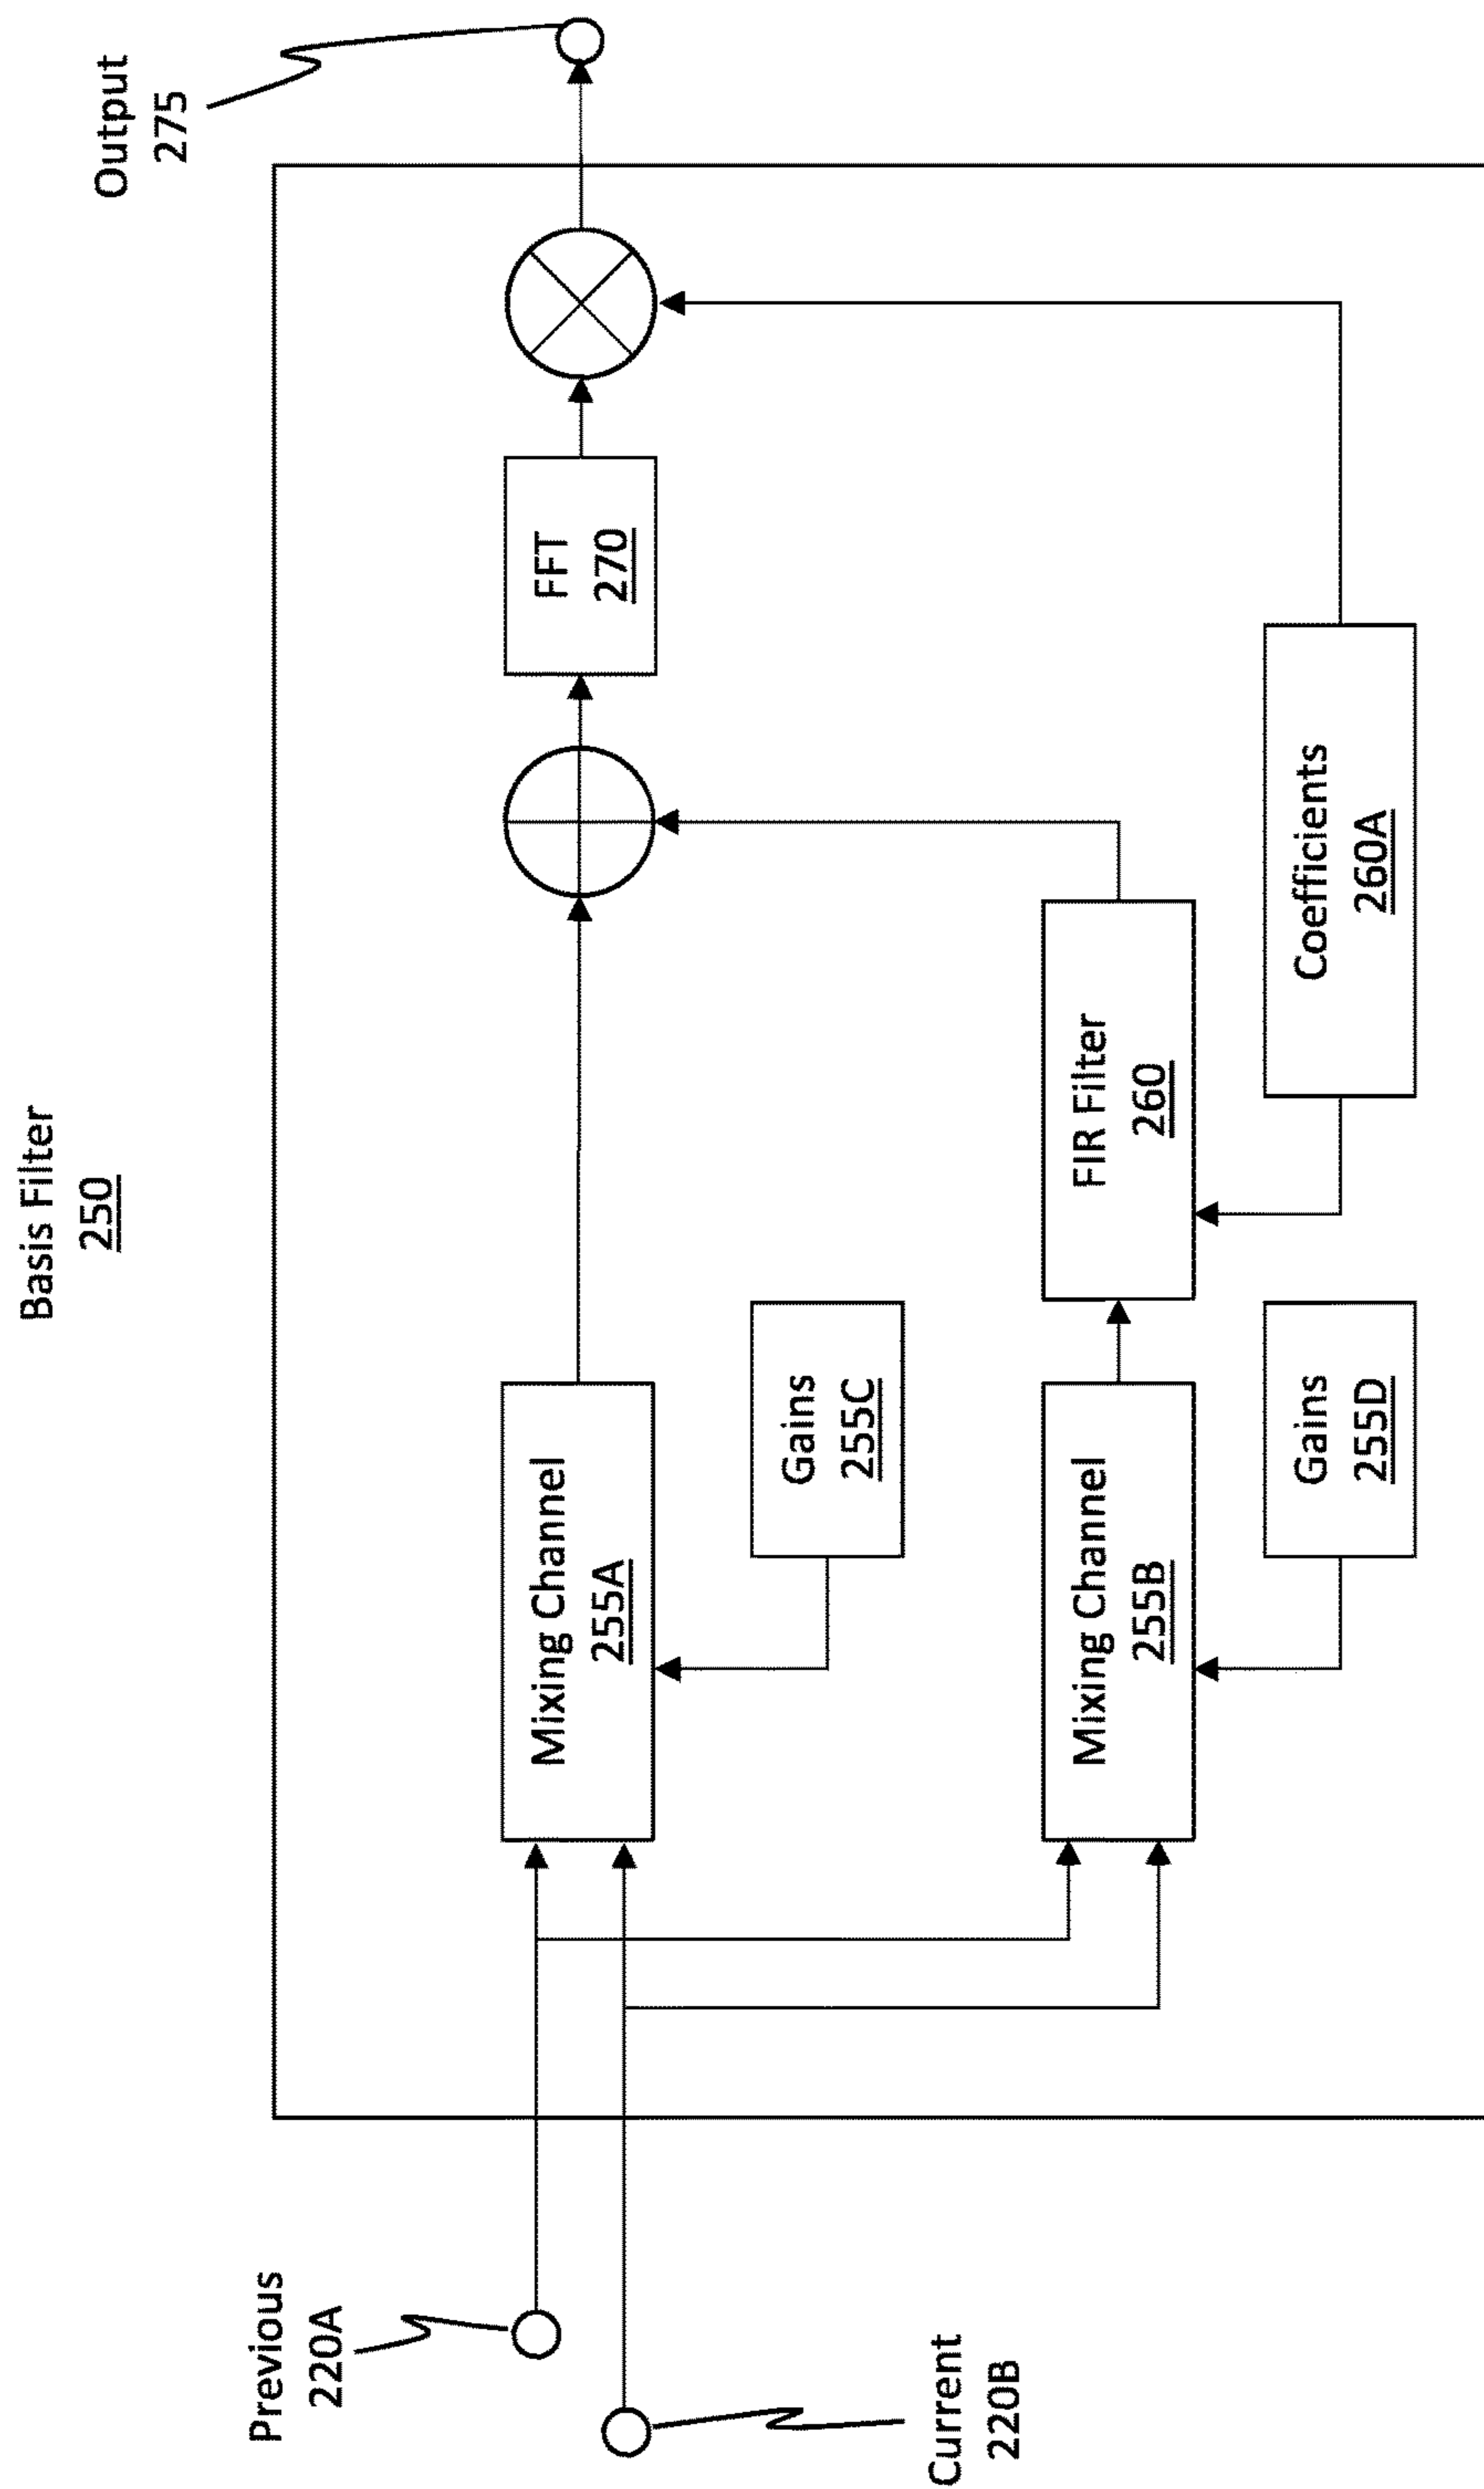 Basis Filter
250
Previous
220A
Current
220B
Mixing Channel
255A
Gains
255C
Mixing Channel
255B
Gains
255D
FIR Filter
260
Coefficients
260A
FFT
270
Output
275